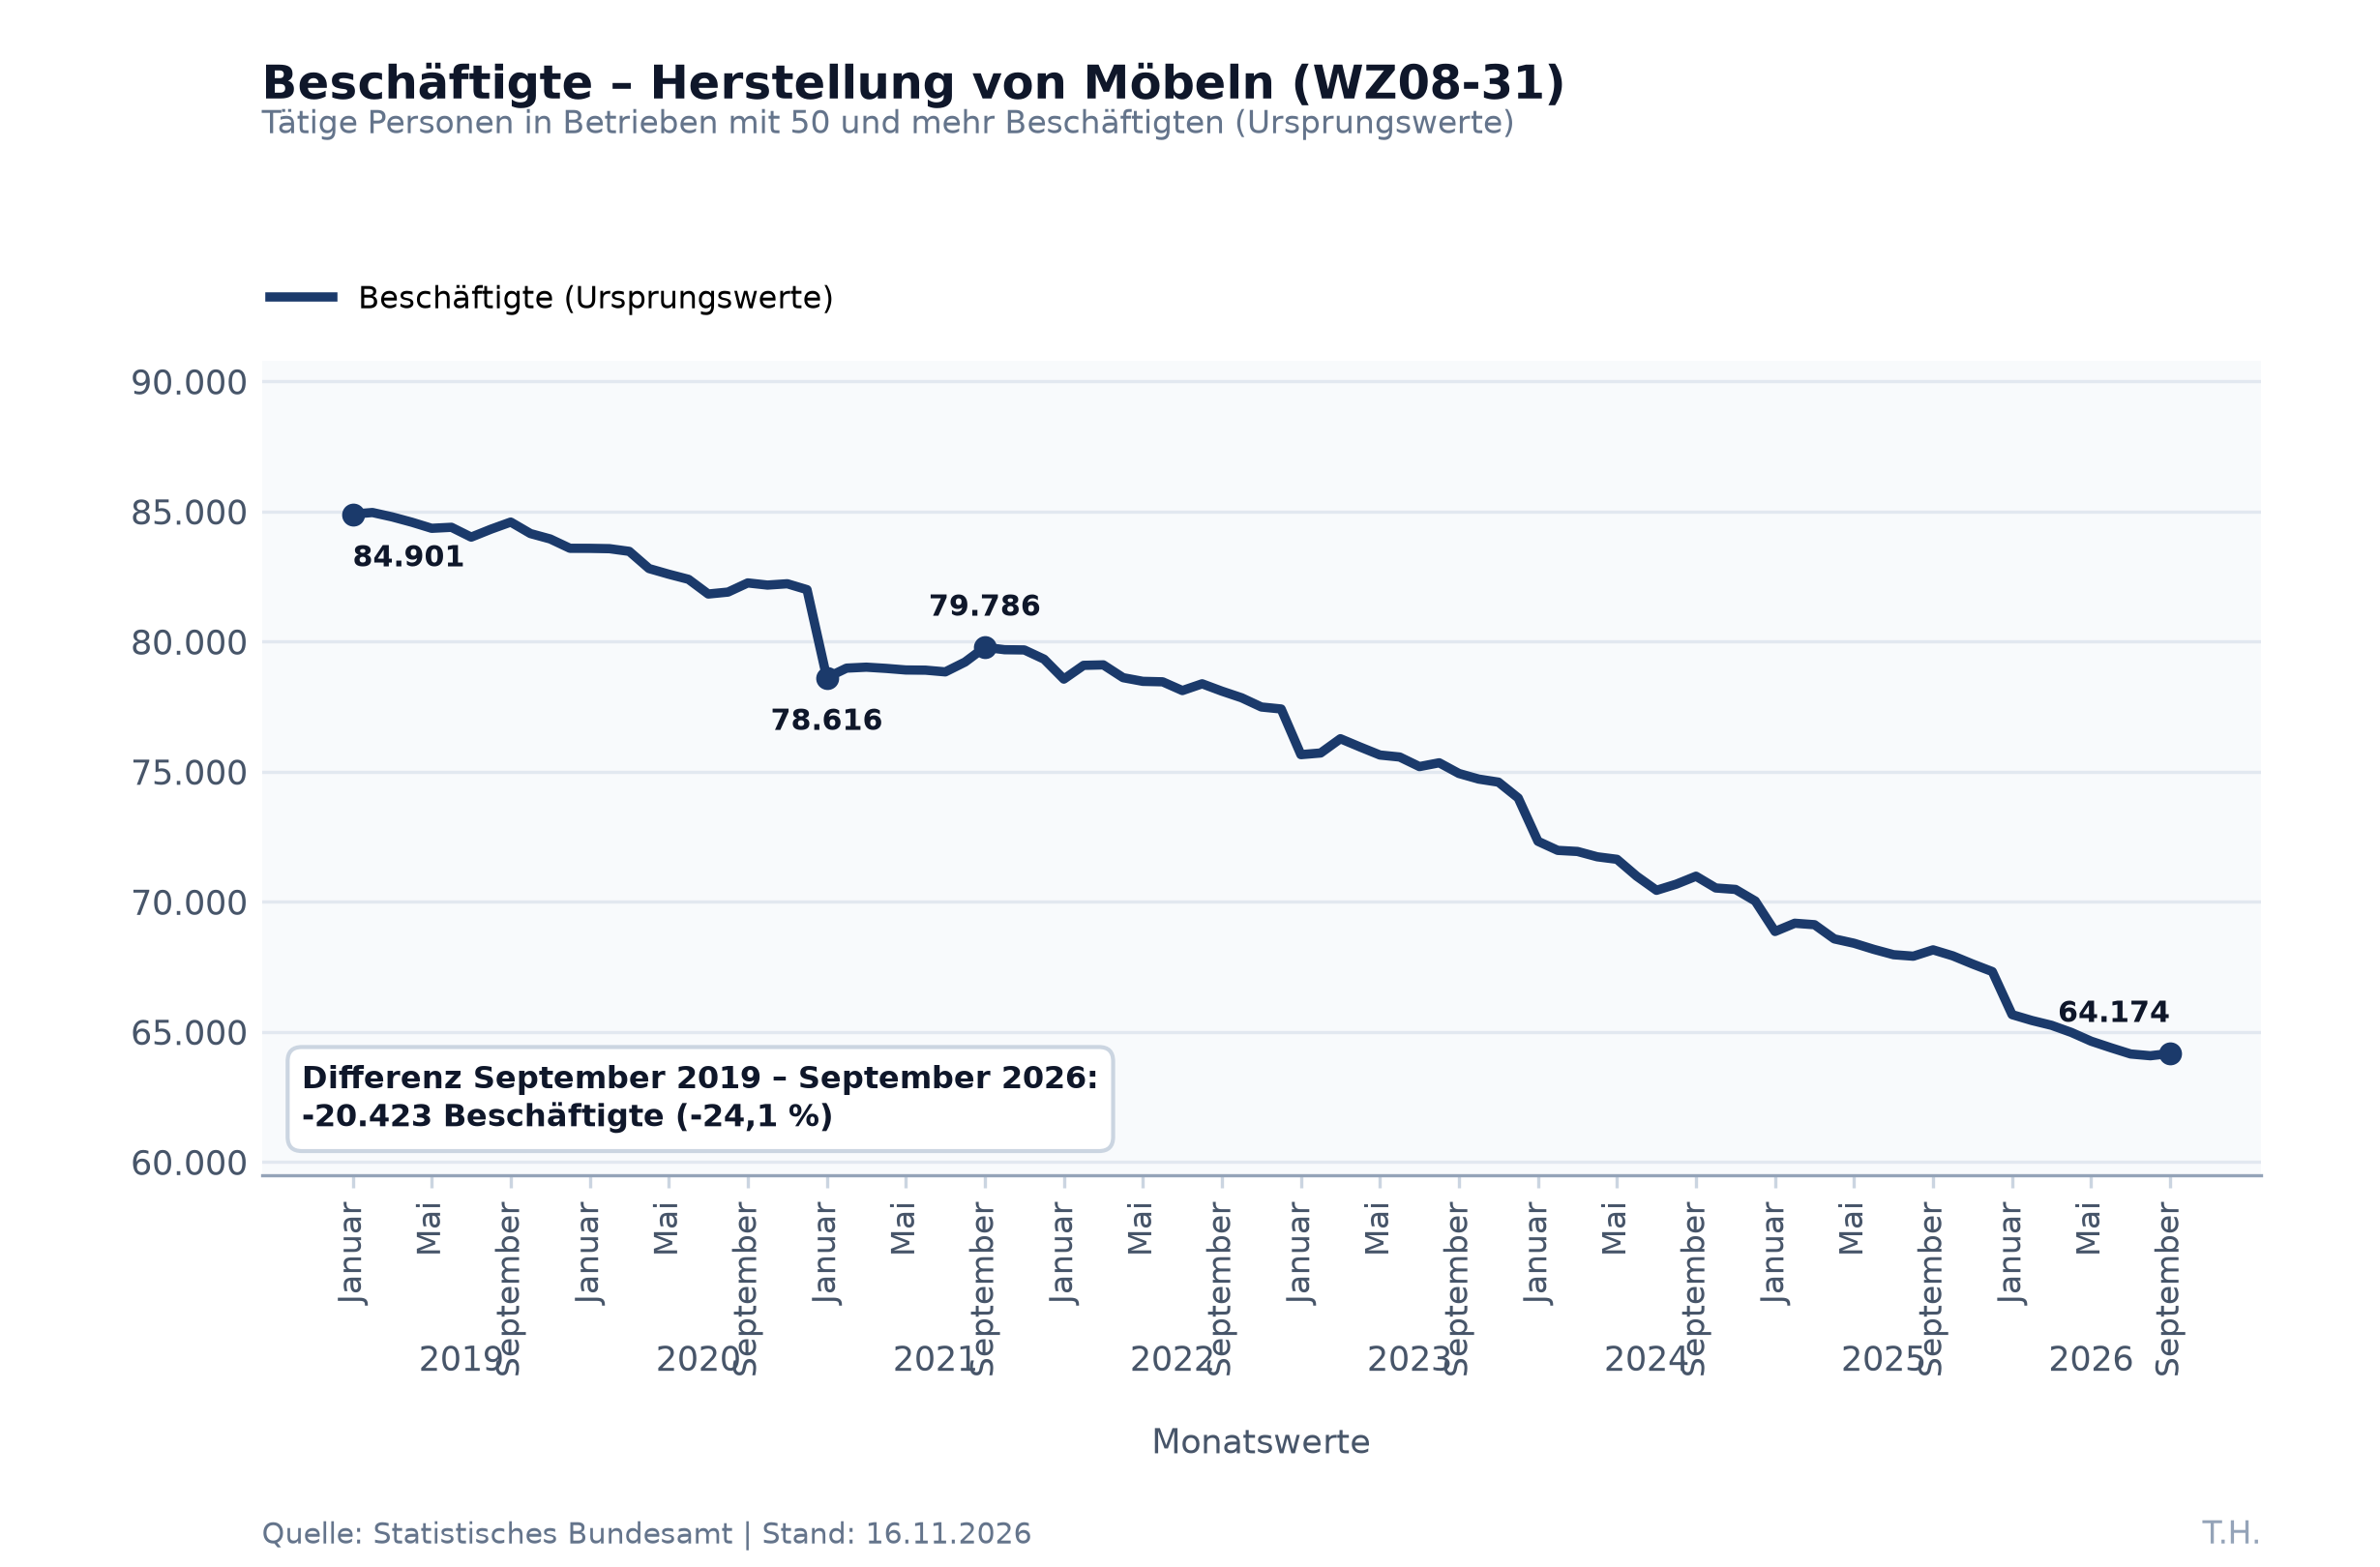 Beschäftigte – Herstellung von Möbeln (WZ08-31)
Tätige Personen in Betrieben mit 50 und mehr Beschäftigten (Ursprungswerte)
Beschäftigte (Ursprungswerte)
90.000
85.000
80.000
75.000
70.000
65.000
60.000
84.901
78.616
79.786
64.174
Differenz September 2019 – September 2026:
-20.423 Beschäftigte (-24,1 %)
Januar
Mai
September
Januar
Mai
September
Januar
Mai
September
Januar
Mai
September
Januar
Mai
September
Januar
Mai
September
Januar
Mai
September
Januar
Mai
September
2019
2020
2021
2022
2023
2024
2025
2026
Monatswerte
Quelle: Statistisches Bundesamt | Stand: 16.11.2026
T.H.